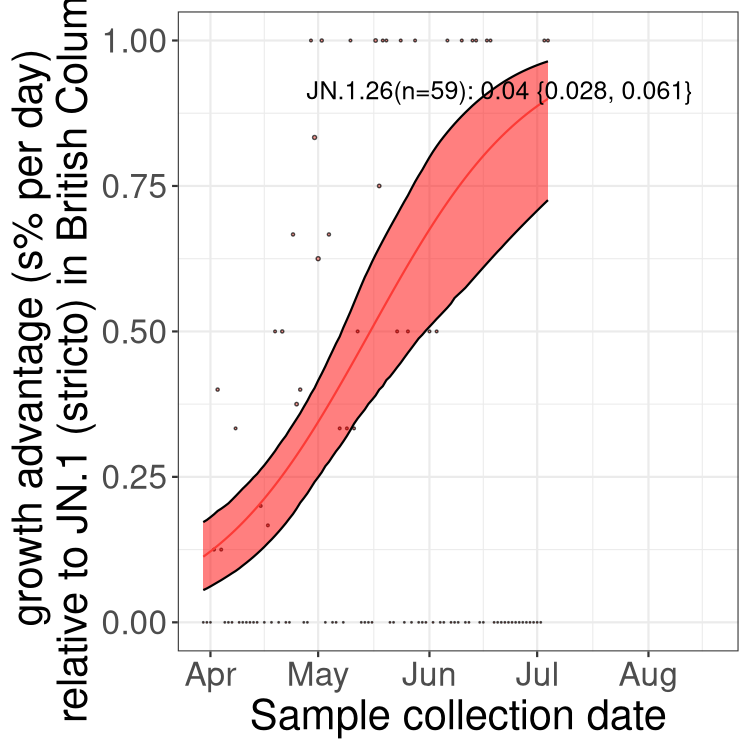 growth advantage (s% per day)
relative to JN.1 (stricto) in British Colum
1.00
0.75
0.50
0.25
0.00
JN.1.26(n=59): 0.04 {0.028, 0.061}
Apr May Jun Jul Aug
Sample collection date